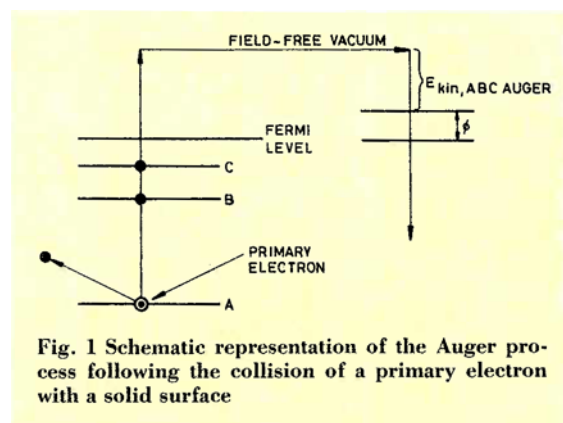 FIELD-FREE VACUUM
E kin, ABC AUGER
FERMI
LEVEL
ϕ
C
B
PRIMARY
ELECTRON
A
Fig. 1 Schematic representation of the Auger pro-
cess following the collision of a primary electron
with a solid surface